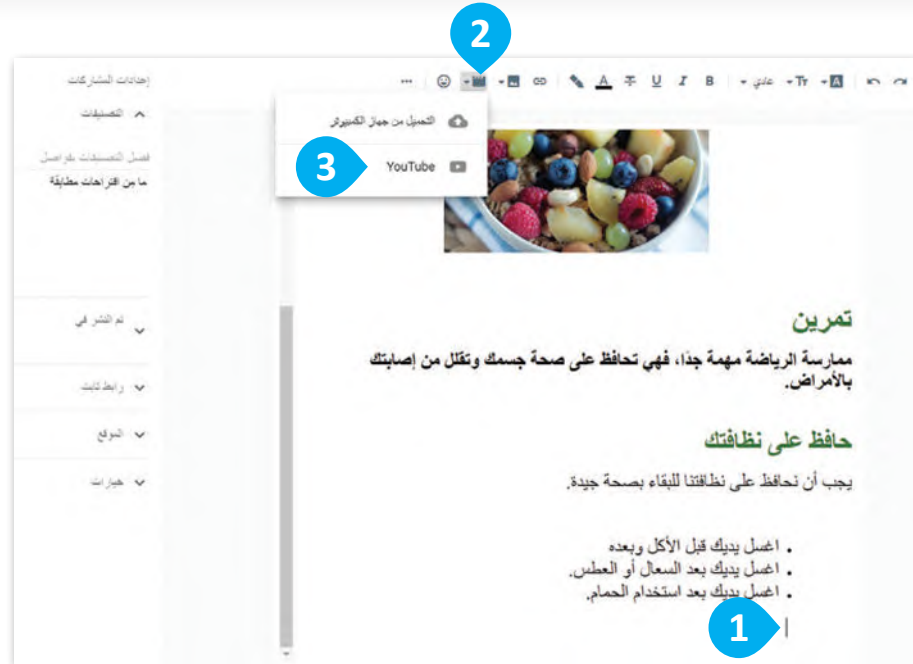 2
B I U T A
Tr عادي
إعدادات المشاركات
التصنيفات
فصل التصنيفات بفواصل
ما من اقتراحات مطابقة
تم النشر في
رابط ثابت
الموقع
خيارات
التحميل من جهاز الكمبيوتر
3
YouTube
تمرين
ممارسة الرياضة مهمة جدًا، فهي تحافظ على صحة جسمك وتقلل من إصابتك
بالأمراض.
حافظ على نظافتك
يجب أن نحافظ على نظافتنا للبقاء بصحة جيدة.
• اغسل يديك قبل الأكل وبعده
• اغسل يديك بعد السعال أو العطس.
• اغسل يديك بعد استخدام الحمام.
1